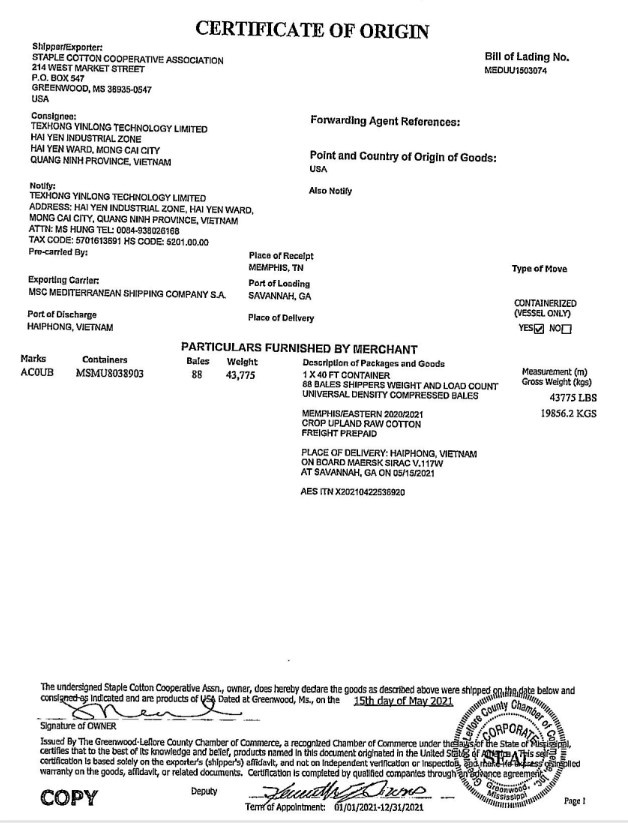 CERTIFICATE OF ORIGIN
Shipper/Exporter:
STAPLE COTTON COOPERATIVE ASSOCIATION
214 WEST MARKET STREET
P.O. BOX 547
GREENWOOD, MS 38935-0547
USA
Bill of Lading No.
MEDUU1503074
Consignee:
TEXHONG YINLONG TECHNOLOGY LIMITED
HAI YEN INDUSTRIAL ZONE
HAI YEN WARD, MONG CAI CITY
QUANG NINH PROVINCE, VIETNAM
Forwarding Agent References:
Point and Country of Origin of Goods:
USA
Notify:
TEXHONG YINLONG TECHNOLOGY LIMITED
ADDRESS: HAI YEN INDUSTRIAL ZONE, HAI YEN WARD,
MONG CAI CITY, QUANG NINH PROVINCE, VIETNAM
ATTN: MS HUNG TEL: 0084-938026168
TAX CODE: 5701613691 HS CODE: 5201.00.00
Also Notify
Pre-carried By:
Place of Receipt
MEMPHIS, TN
Type of Move
Exporting Carrier:
MSC MEDITERRANEAN SHIPPING COMPANY S.A.
Port of Loading
SAVANNAH, GA
CONTAINERIZED
(VESSEL ONLY)
YES NO
Port of Discharge
HAIPHONG, VIETNAM
Place of Delivery
PARTICULARS FURNISHED BY MERCHANT
Marks Containers Bales Weight Description of Packages and Goods Measurement (m)
Gross Weight (kgs)
AC0UB MSMU8038903 88 43,775 1 X 40 FT CONTAINER
88 BALES SHIPPERS WEIGHT AND LOAD COUNT
UNIVERSAL DENSITY COMPRESSED BALES
43775 LBS
19856.2 KGS
MEMPHIS/EASTERN 2020/2021
CROP UPLAND RAW COTTON
FREIGHT PREPAID
PLACE OF DELIVERY: HAIPHONG, VIETNAM
ON BOARD MAERSK SIRAC V.117W
AT SAVANNAH, GA ON 05/15/2021
AES ITN X20210422536920
The undersigned Staple Cotton Cooperative Assn., owner, does hereby declare the goods as described above were shipped on the date below and
consigned as indicated and are products of USA Dated at Greenwood, Ms., on the 15th day of May 2021
Signature of OWNER
Issued By The Greenwood-Leflore County Chamber of Commerce, a recognized Chamber of Commerce under the laws of the State of Mississippi,
certifies that to the best of its knowledge and belief, products named in this document originated in the United States of America. This
certification is based solely on the exporter's (shipper's) affidavit, and not on independent verification or inspection, and make no express or implied
warranty on the goods, affidavit, or related documents. Certification is completed by qualified companies through an advance agreement.
Leflore County Chamber of
CORPORATE
SEAL
Greenwood,
Mississippi
COPY
Deputy
Term of Appointment: 01/01/2021-12/31/2021
Page 1